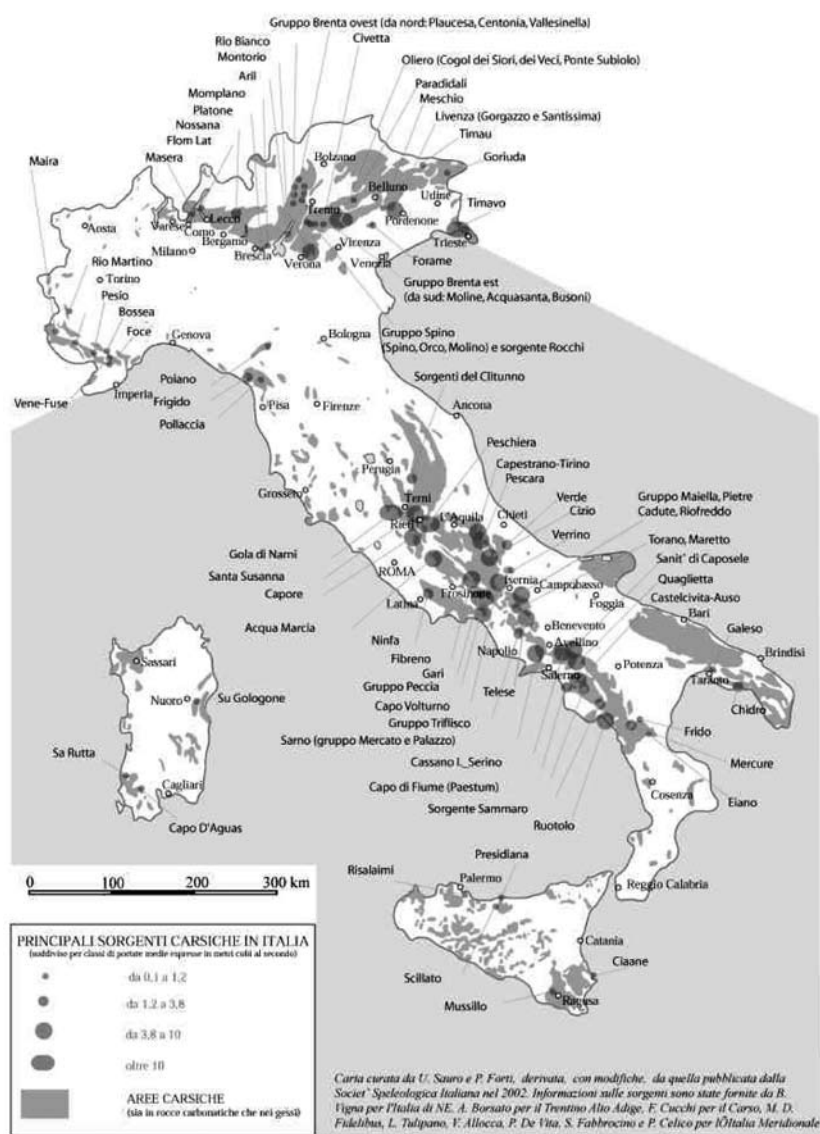 Gruppo Brenta ovest (da nord: Plaucesa, Centonia, Vallesinella)
Rio Bianco
Civetta
Montorio
Oliero (Cogol dei Siori, dei Veci, Ponte Subiolo)
Aril
Paradidali
Momplano
Meschio
Platone
Livenza (Gorgazzo e Santissima)
Nossana
Timau
Flom Lat
Goriuda
Maira
Masera
Bolzano
Belluno
Udine
Timavo
Trento
Pordenone
Aosta
Varese
Lecco
Como
Bergamo
Trieste
Milano
Brescia
Vicenza
Verona
Venezia
Forame
Rio Martino
Torino
Gruppo Brenta est
(da sud: Moline, Acquasanta, Busoni)
Pesio
Bossea
Foce
Genova
Bologna
Gruppo Spino
(Spino, Orco, Molino) e sorgente Rocchi
Poiano
Sorgenti del Clitunno
Imperia
Vene-Fuse
Frigido
Pisa
Firenze
Ancona
Pollaccia
Peschiera
Perugia
Capestrano-Tirino
Pescara
Grosseto
Terni
Verde
Gruppo Maiella, Pietre
Cadute, Riofreddo
Rieti
L'Aquila
Chieti
Cizio
Verrino
Torano, Maretto
Gola di Narni
Sanit´ di Caposele
Santa Susanna
ROMA
Isernia
Campobasso
Quaglietta
Capore
Frosinone
Foggia
Castelcivita-Auso
Latina
Bari
Acqua Marcia
Benevento
Galeso
Ninfa
Avellino
Napolio
Brindisi
Sassari
Fibreno
Salerno
Potenza
Taranto
Gari
Nuoro
Su Gologone
Gruppo Peccia
Telese
Chidro
Capo Volturno
Gruppo Triflisco
Frido
Sa Rutta
Sarno (gruppo Mercato e Palazzo)
Mercure
Cassano I._Serino
Cagliari
Cosenza
Capo di Fiume (Paestum)
Eiano
Sorgente Sammaro
Capo D'Aguas
Ruotolo
Presidiana
Risalaimi
Palermo
Reggio Calabria
0 100 200 300 km
Catania
Ciaane
Scillato
Mussillo
Ragusa
PRINCIPALI SORGENTI CARSICHE IN ITALIA
(suddivise per classi di portate medie espresse in metri cubi al secondo)
da 0,1 a 1,2
da 1,2 a 3,8
da 3,8 a 10
oltre 10
AREE CARSICHE
(sia in rocce carbonatiche che nei gessi)
Carta curata da U. Sauro e P. Forti, derivata, con modifiche, da quella pubblicata dalla
Societ´ Speleologica Italiana nel 2002. Informazioni sulle sorgenti sono state fornite da B.
Vigna per l'Italia di NE, A. Borsato per il Trentino Alto Adige, F. Cucchi per il Carso, M. D.
Fidelibus, L. Tulipano, V. Allocca, P. De Vita, S. Fabbrocino e P. Celico per lÕItalia Meridionale